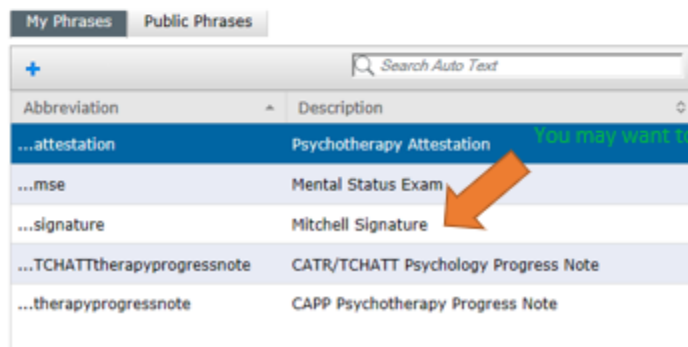 My Phrases Public Phrases
Search Auto Text
Abbreviation Description
...attestation Psychotherapy Attestation You may want to
...mse Mental Status Exam
...signature Mitchell Signature
...TCHATTtherapyprogressnote CATR/TCHATT Psychology Progress Note
...therapyprogressnote CAPP Psychotherapy Progress Note